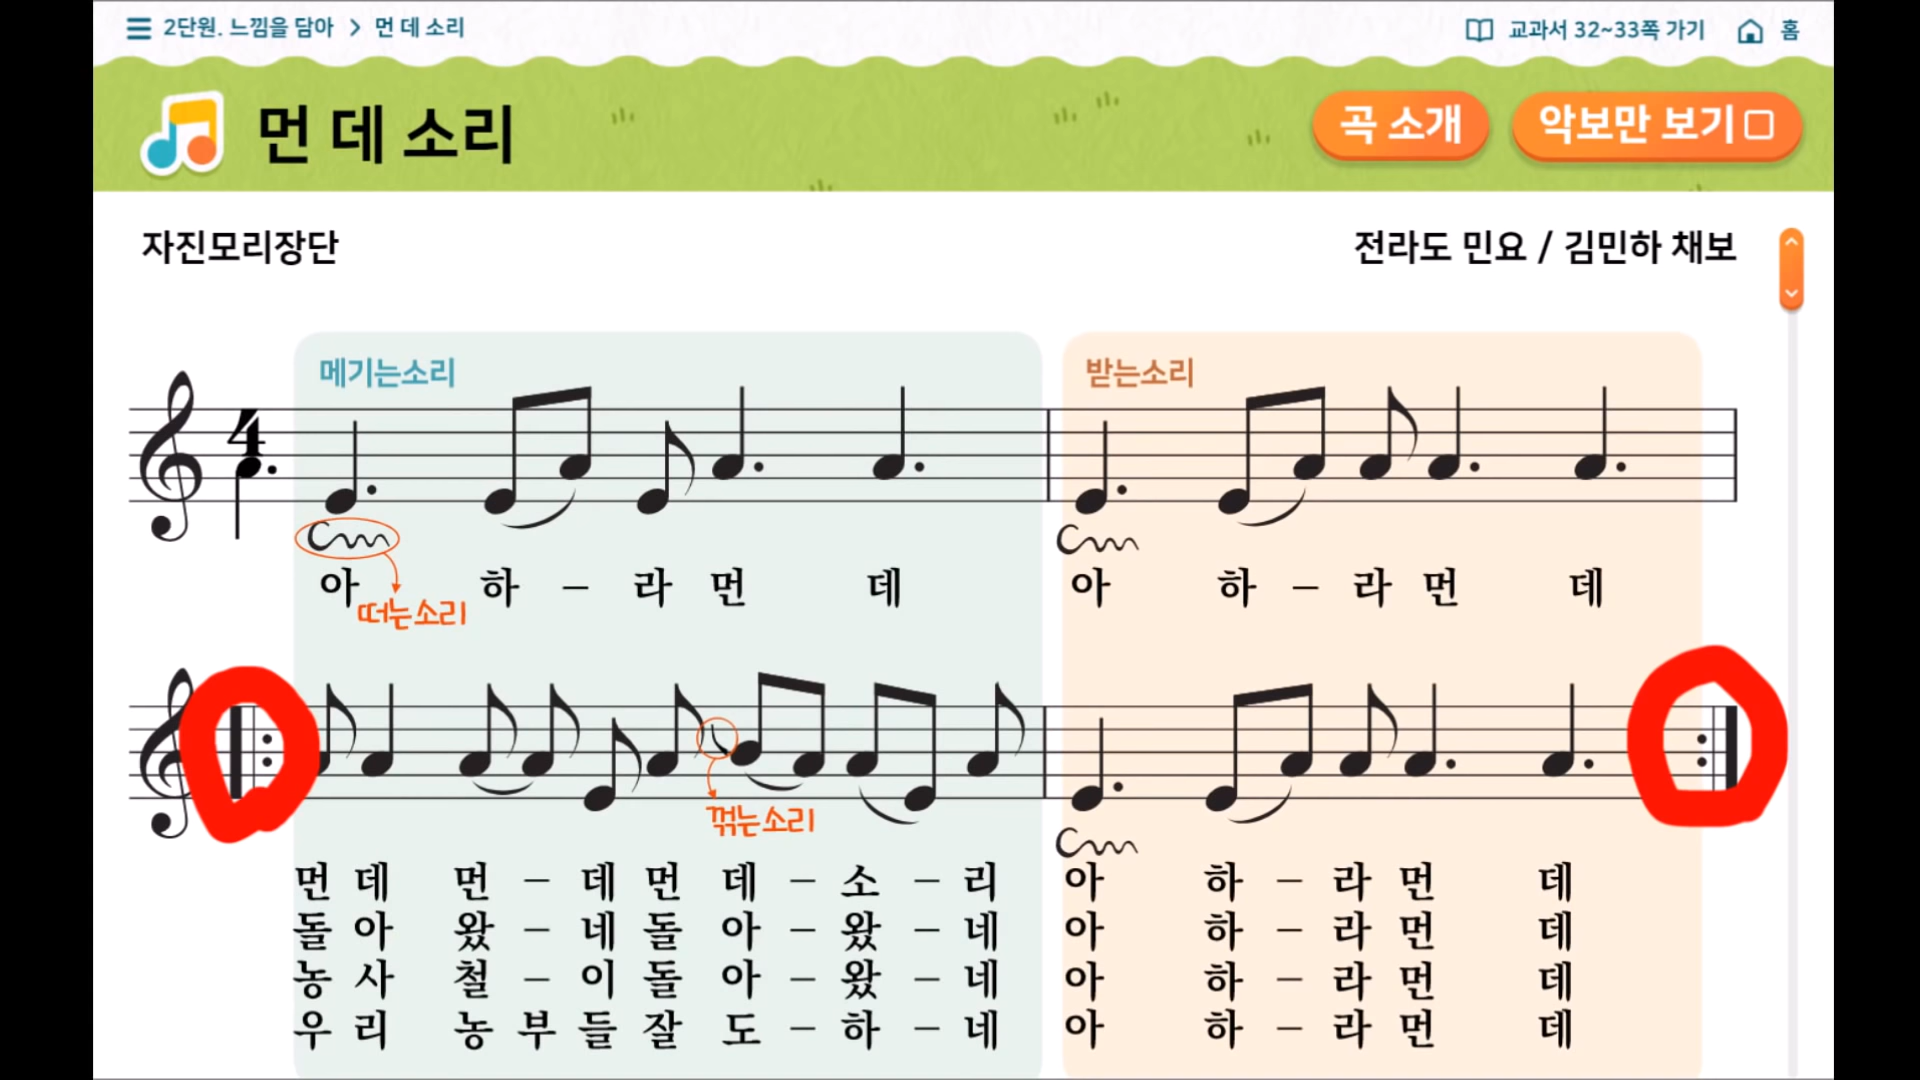 2단원. 느낌을 담아 > 먼 데 소리
교과서 32~33쪽 가기
홈
먼 데 소리
곡 소개
악보만 보기
자진모리장단
전라도 민요 / 김민하 채보
메기는소리
받는소리
4
아 하 – 라 먼 데 아 하 – 라 먼 데
떠는소리
꺾는소리
먼 데 먼 – 데 먼 데 – 소 – 리 아 하 – 라 먼 데
돌 아 왔 – 네 돌 아 – 왔 – 네 아 하 – 라 먼 데
농 사 철 – 이 돌 아 – 왔 – 네 아 하 – 라 먼 데
우 리 농 부 들 잘 도 – 하 – 네 아 하 – 라 먼 데